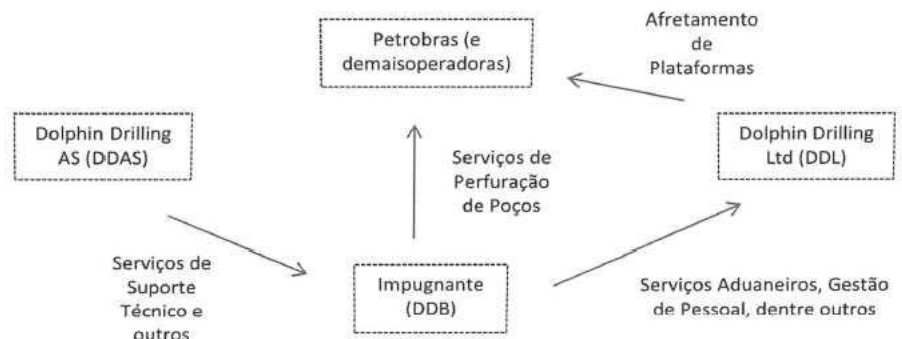 Afretamento
de
Plataformas
Petrobras (e
demaisoperadoras)
Dolphin Drilling
AS (DDAS)
Dolphin Drilling
Ltd (DDL)
Serviços de
Perfuração
de Poços
Serviços de
Suporte
Técnico e
outros
Impugnante
(DDB)
Serviços Aduaneiros, Gestão
de Pessoal, dentre outros